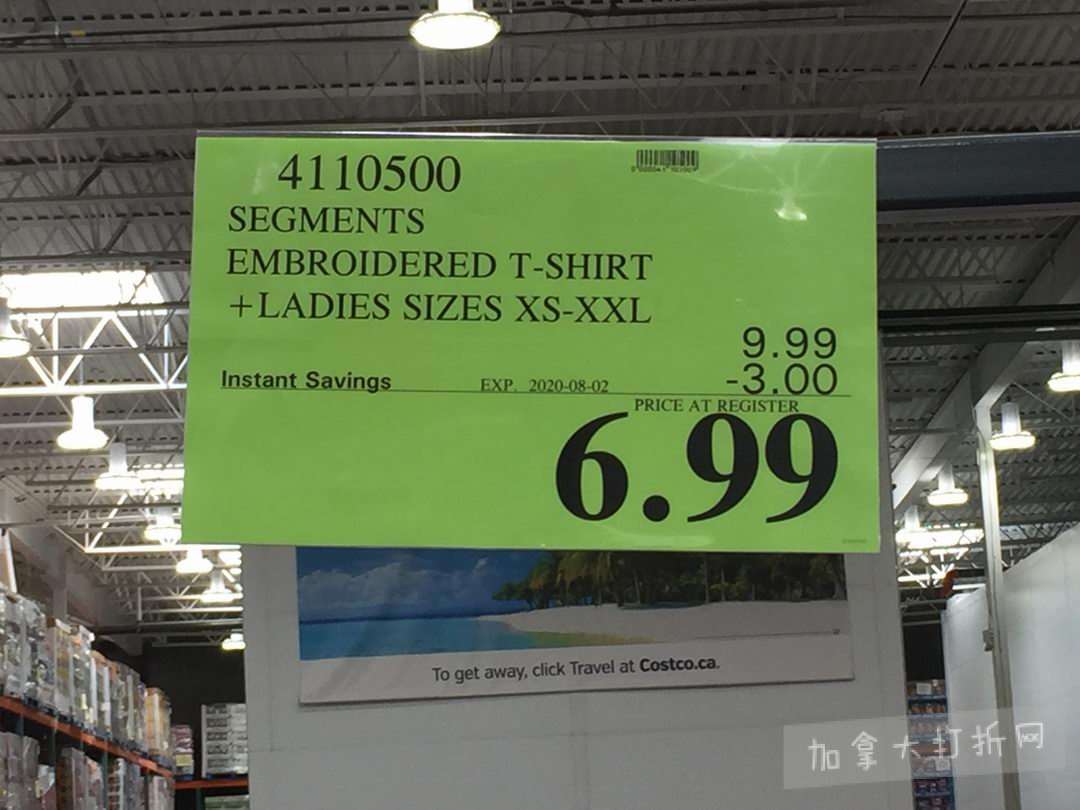 4110500
SEGMENTS
EMBROIDERED T-SHIRT
+LADIES SIZES XS-XXL
9.99
Instant Savings EXP. 2020-08-02 -3.00
PRICE AT REGISTER
6.99
To get away, click Travel at Costco.ca.
加拿大打折网